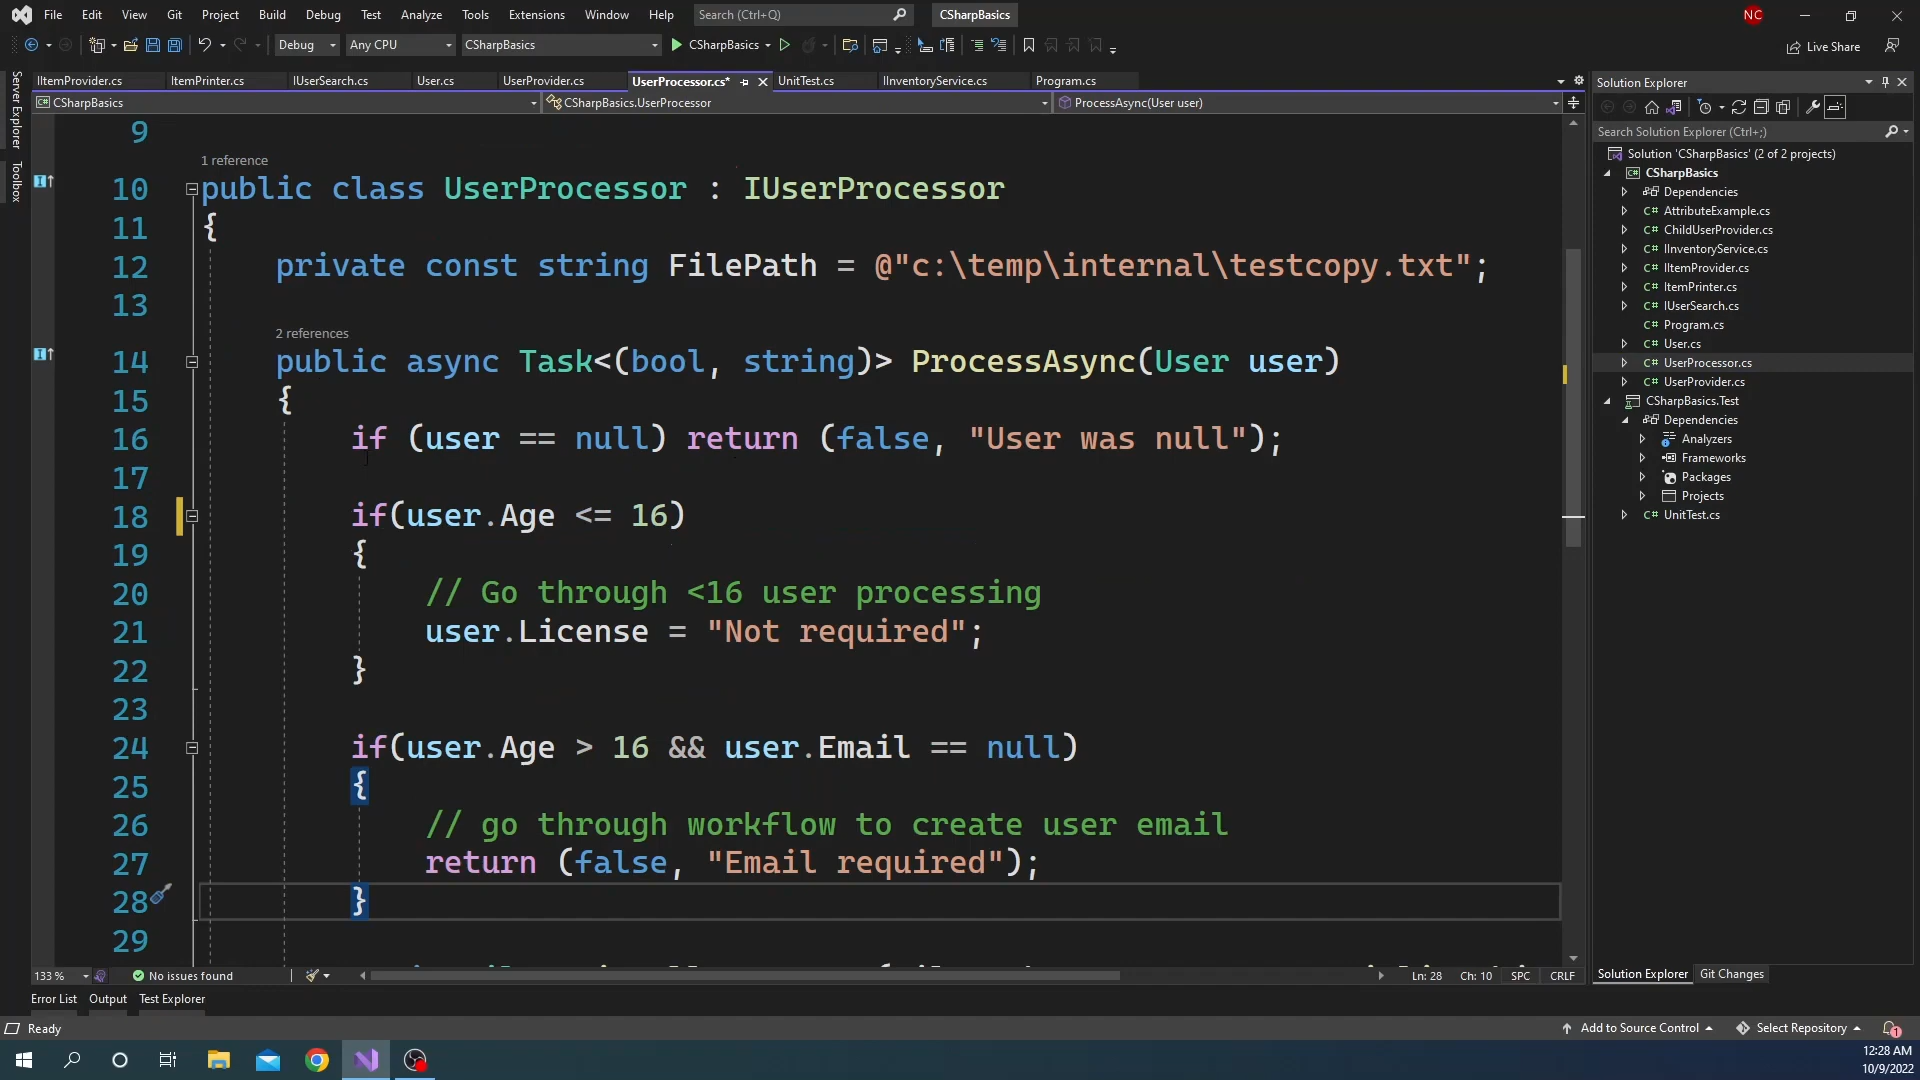 File Edit View Git Project Build Debug Test Analyze Tools Extensions Window Help Search (Ctrl+Q) CSharpBasics NC
Debug Any CPU CSharpBasics CSharpBasics Live Share
Server Explorer
Toolbox
IItemProvider.cs ItemPrinter.cs IUserSearch.cs User.cs UserProvider.cs UserProcessor.cs* UnitTest.cs IInventoryService.cs Program.cs
CSharpBasics CSharpBasics.UserProcessor ProcessAsync(User user)
9
1 reference
10 public class UserProcessor : IUserProcessor
11 {
12 private const string FilePath = @"c:\temp\internal\testcopy.txt";
13
2 references
14 public async Task<(bool, string)> ProcessAsync(User user)
15 {
16 if (user == null) return (false, "User was null");
17
18 if(user.Age <= 16)
19 {
20 // Go through <16 user processing
21 user.License = "Not required";
22 }
23
24 if(user.Age > 16 && user.Email == null)
25 {
26 // go through workflow to create user email
27 return (false, "Email required");
28 }
29
133 % No issues found Ln: 28 Ch: 10 SPC CRLF
Error List Output Test Explorer
Solution Explorer
Search Solution Explorer (Ctrl+;)
Solution 'CSharpBasics' (2 of 2 projects)
CSharpBasics
Dependencies
C# AttributeExample.cs
C# ChildUserProvider.cs
C# IInventoryService.cs
C# IItemProvider.cs
C# ItemPrinter.cs
C# IUserSearch.cs
C# Program.cs
C# User.cs
C# UserProcessor.cs
C# UserProvider.cs
CSharpBasics.Test
Dependencies
Analyzers
Frameworks
Packages
Projects
C# UnitTest.cs
Solution Explorer Git Changes
Ready Add to Source Control Select Repository 1
12:28 AM
10/9/2022